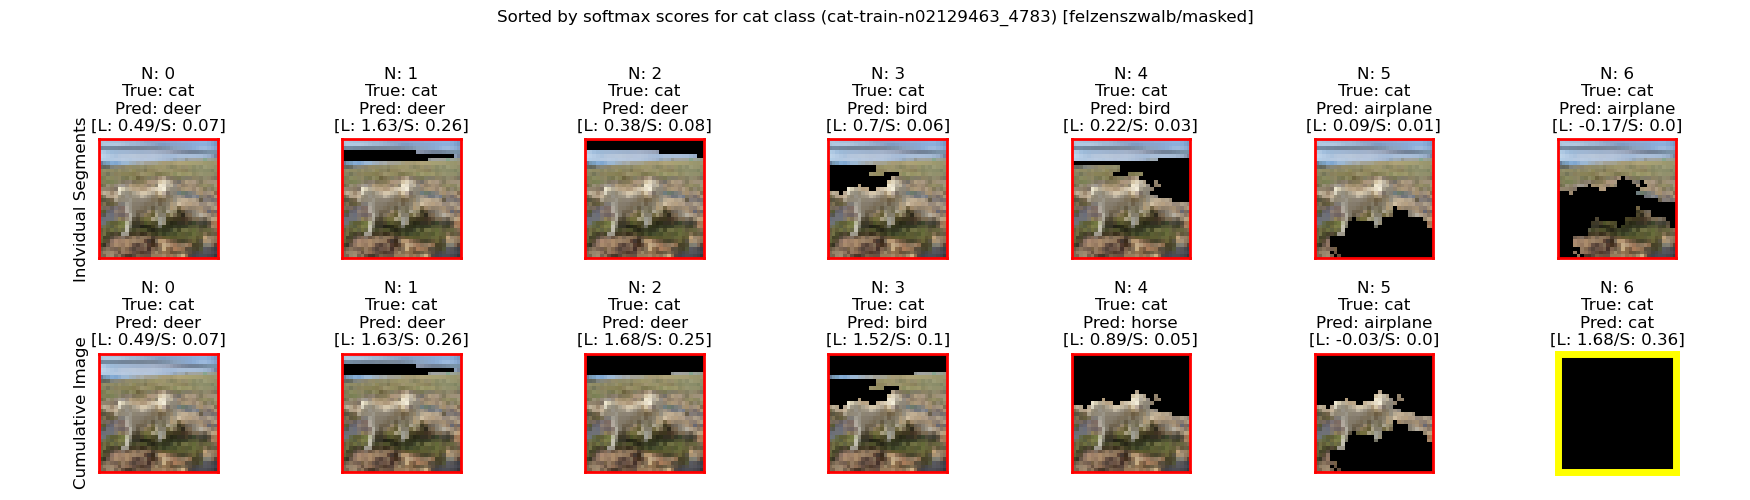 Sorted by softmax scores for cat class (cat-train-n02129463_4783) [felzenszwalb/masked]
Indvidual Segments
N: 0
True: cat
Pred: deer
[L: 0.49/S: 0.07]
N: 1
True: cat
Pred: deer
[L: 1.63/S: 0.26]
N: 2
True: cat
Pred: deer
[L: 0.38/S: 0.08]
N: 3
True: cat
Pred: bird
[L: 0.7/S: 0.06]
N: 4
True: cat
Pred: bird
[L: 0.22/S: 0.03]
N: 5
True: cat
Pred: airplane
[L: 0.09/S: 0.01]
N: 6
True: cat
Pred: airplane
[L: -0.17/S: 0.0]
Cumulative Image
N: 0
True: cat
Pred: deer
[L: 0.49/S: 0.07]
N: 1
True: cat
Pred: deer
[L: 1.63/S: 0.26]
N: 2
True: cat
Pred: deer
[L: 1.68/S: 0.25]
N: 3
True: cat
Pred: bird
[L: 1.52/S: 0.1]
N: 4
True: cat
Pred: horse
[L: 0.89/S: 0.05]
N: 5
True: cat
Pred: airplane
[L: -0.03/S: 0.0]
N: 6
True: cat
Pred: cat
[L: 1.68/S: 0.36]